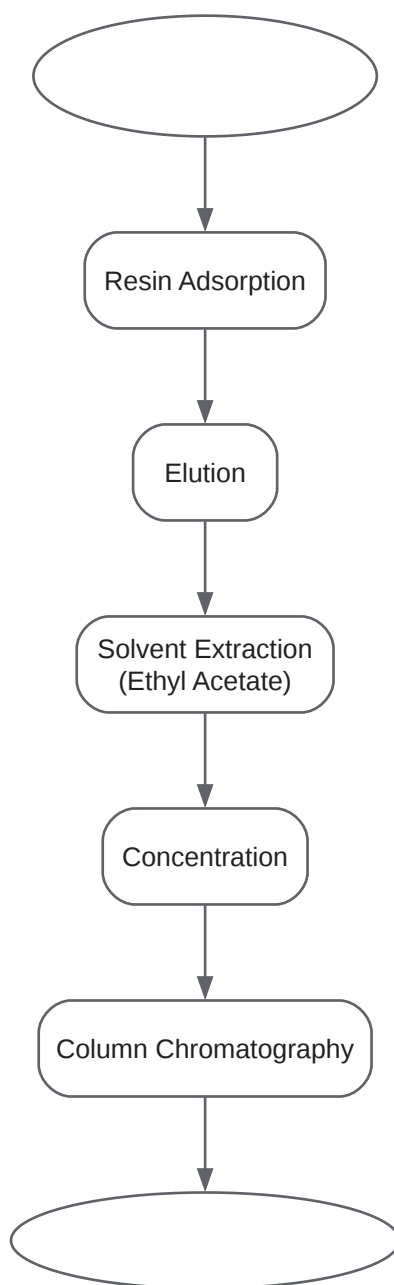 Resin Adsorption
Elution
Solvent Extraction
(Ethyl Acetate)
Concentration
Column Chromatography